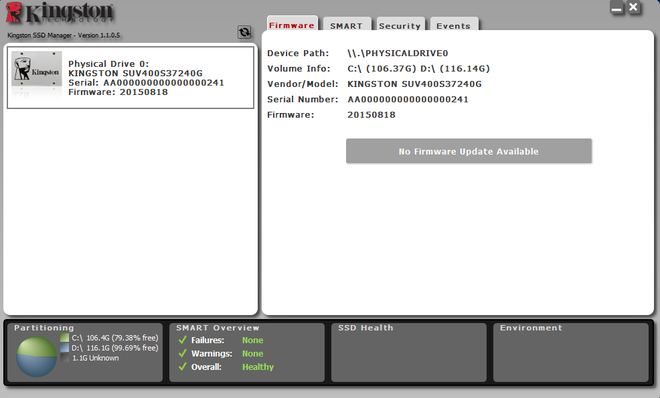 Kingston
TECHNOLOGY
Kingston SSD Manager - Version 1.1.0.5
Firmware
SMART
Security
Events
Kingston
Physical Drive 0:
KINGSTON SUV400S37240G
Serial: AA000000000000000241
Firmware: 20150818
Device Path: \\.\PHYSICALDRIVE0
Volume Info: C:\ (106.37G) D:\ (116.14G)
Vendor/Model: KINGSTON SUV400S37240G
Serial Number: AA000000000000000241
Firmware: 20150818
No Firmware Update Available
Partitioning
C:\ 106.4G (79.38% free)
D:\ 116.1G (99.69% free)
1.1G Unknown
SMART Overview
Failures: None
Warnings: None
Overall: Healthy
SSD Health
Environment